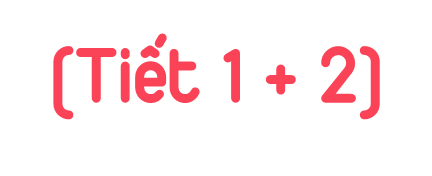 (Tiết 1 + 2)